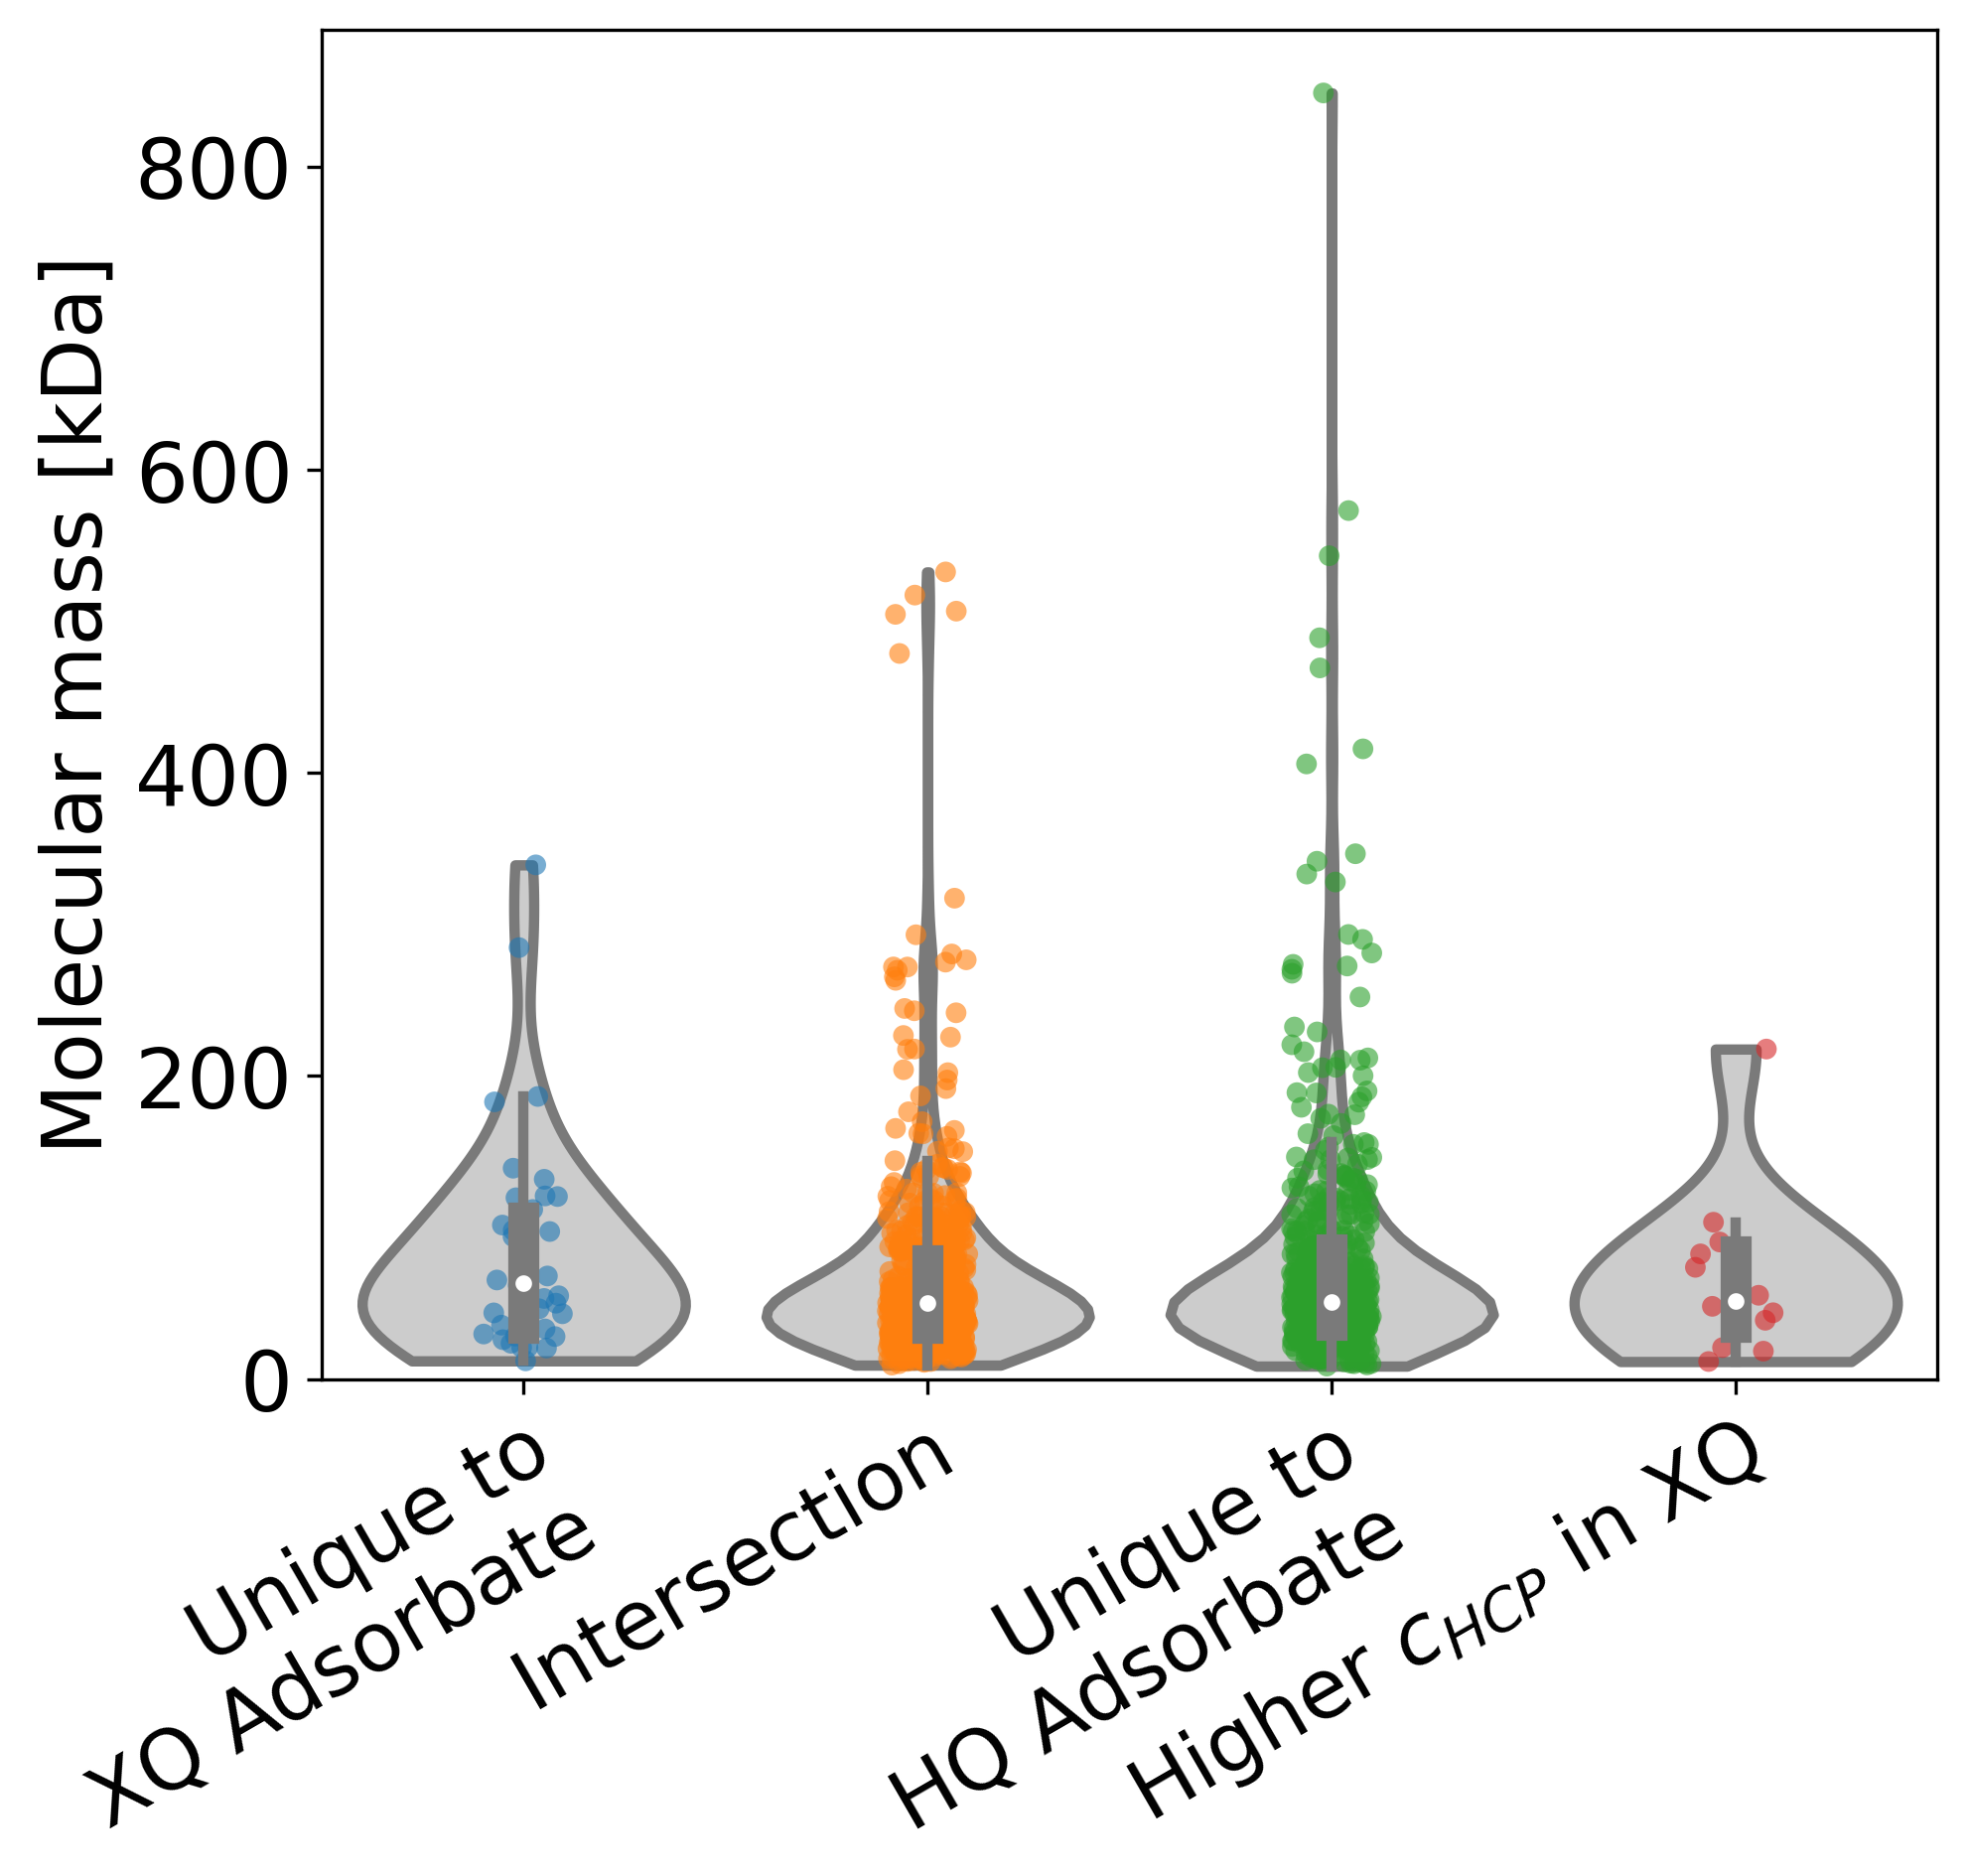 Molecular mass [kDa]
800
600
400
200
0
Unique to
XQ Adsorbate
Intersection
Unique to
HQ Adsorbate
Higher c_HCP in XQ